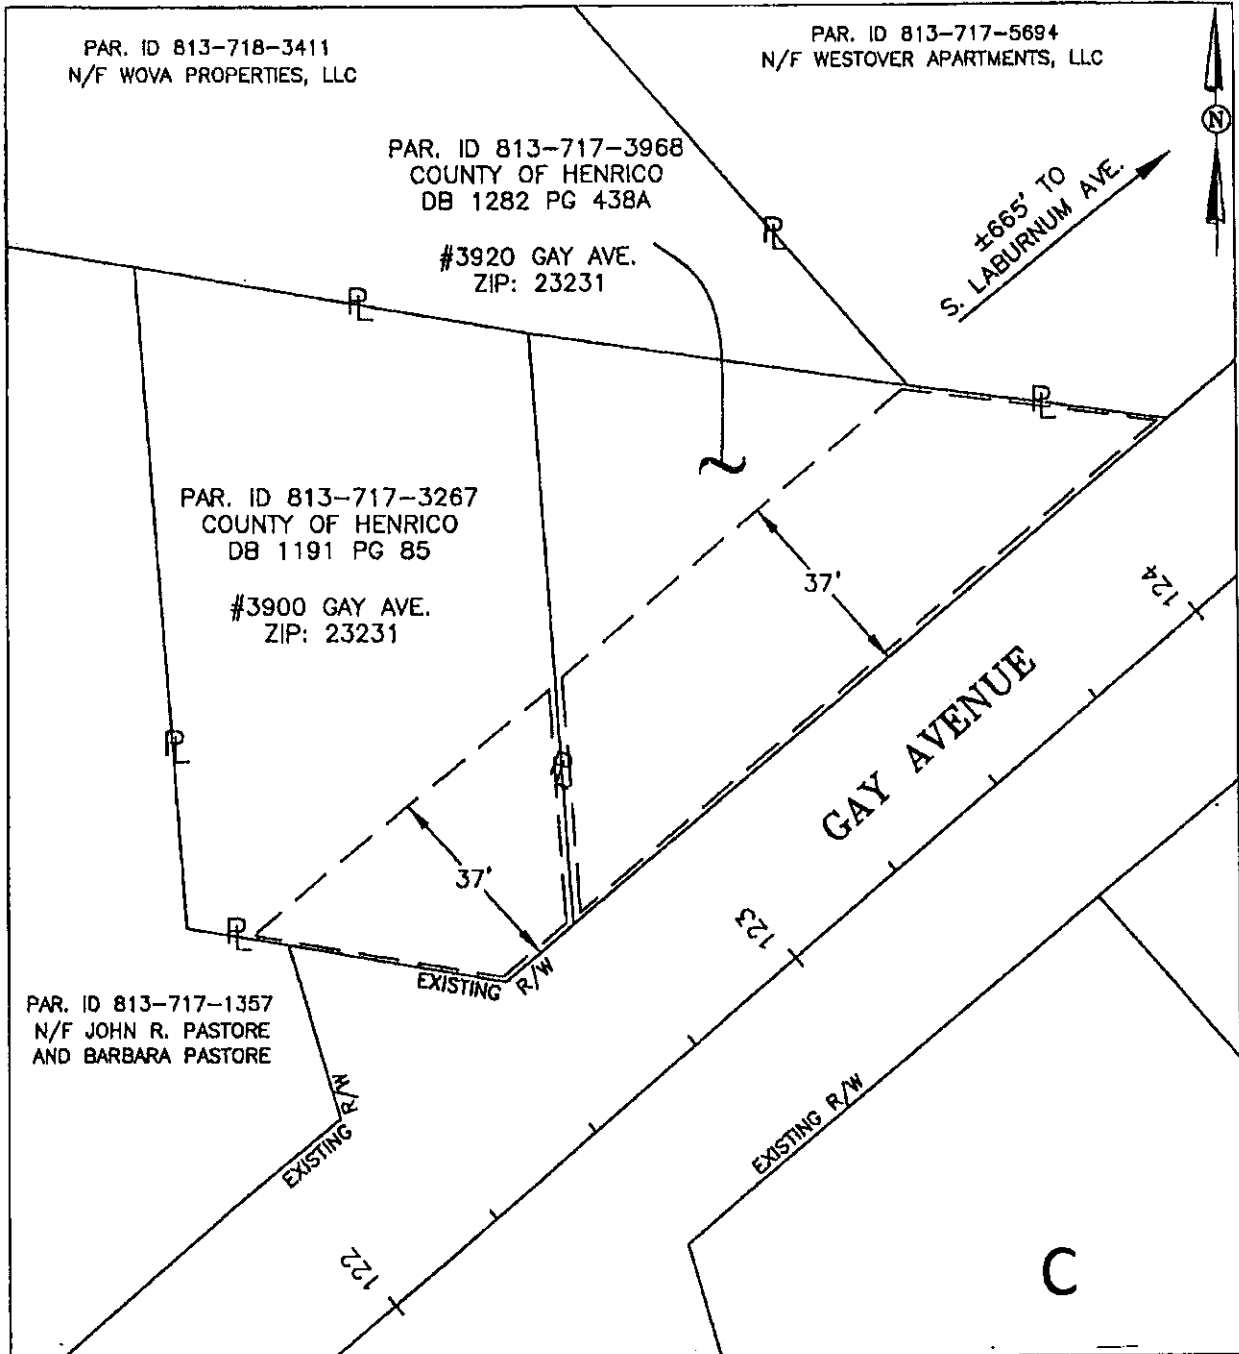 PAR. ID 813-718-3411
N/F WOVA PROPERTIES, LLC
PAR. ID 813-717-5694
N/F WESTOVER APARTMENTS, LLC
N
PAR. ID 813-717-3968
COUNTY OF HENRICO
DB 1282 PG 438A
#3920 GAY AVE.
ZIP: 23231
±665' TO
S. LABURNUM AVE.
PL
PL
PL
PAR. ID 813-717-3267
COUNTY OF HENRICO
DB 1191 PG 85
#3900 GAY AVE.
ZIP: 23231
37'
124
GAY AVENUE
PL
PL
37'
123
PL
EXISTING R/W
PAR. ID 813-717-1357
N/F JOHN R. PASTORE
AND BARBARA PASTORE
EXISTING R/W
EXISTING R/W
122
C